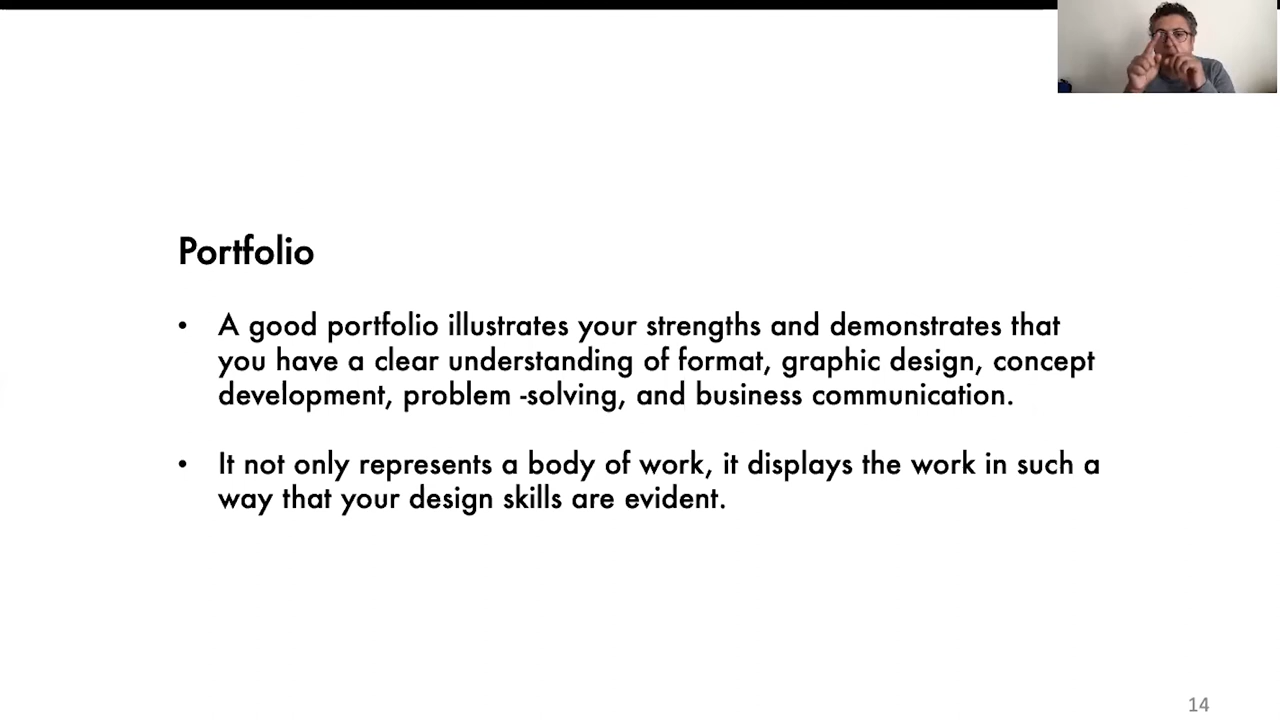 Portfolio
• A good portfolio illustrates your strengths and demonstrates that
you have a clear understanding of format, graphic design, concept
development, problem -solving, and business communication.
• It not only represents a body of work, it displays the work in such a
way that your design skills are evident.
14